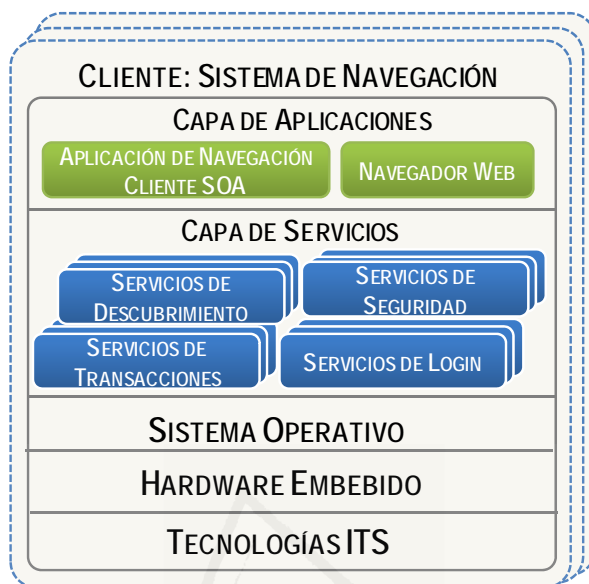 CLIENTE: SISTEMA DE NAVEGACIÓN
CAPA DE APLICACIONES
APLICACIÓN DE NAVEGACIÓN
CLIENTE SOA
NAVEGADOR WEB
CAPA DE SERVICIOS
SERVICIOS DE
DESCUBRIMIENTO
SERVICIOS DE
SEGURIDAD
SERVICIOS DE
TRANSACCIONES
SERVICIOS DE LOGIN
SISTEMA OPERATIVO
HARDWARE EMBEBIDO
TECNOLOGÍAS ITS